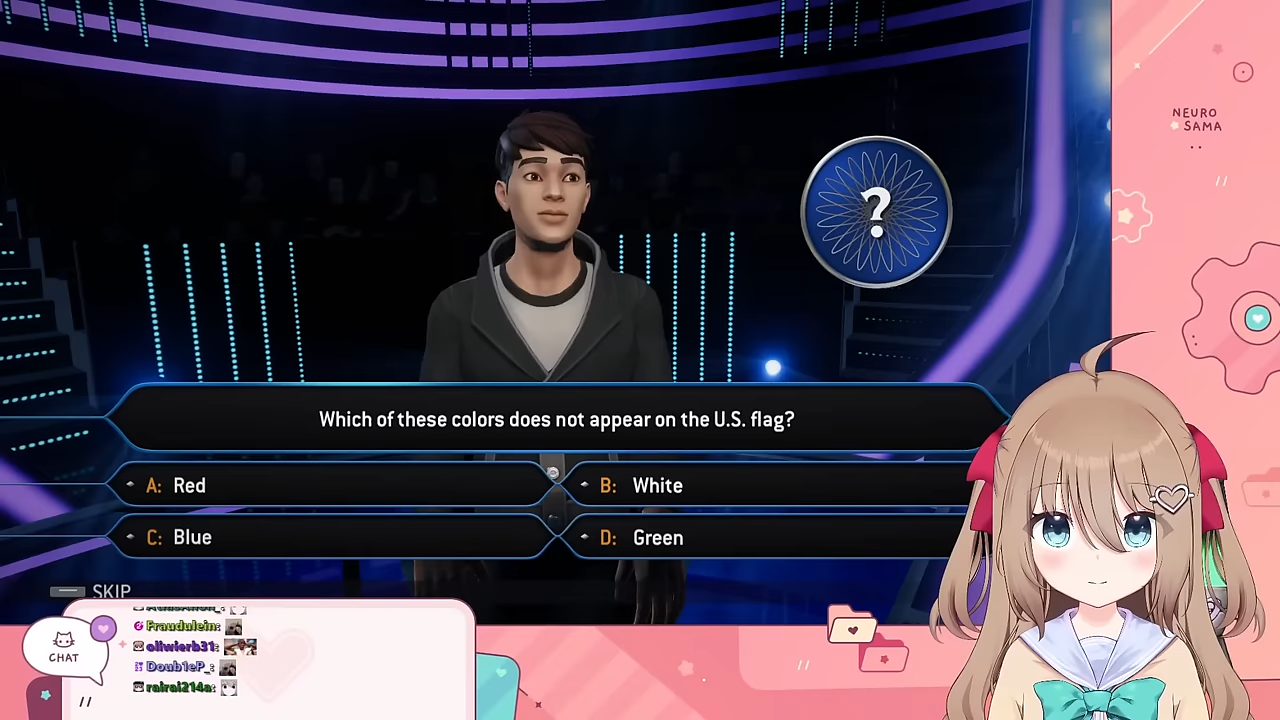 NEURO
SAMA
?
Which of these colors does not appear on the U.S. flag?
A: Red
B: White
C: Blue
D: Green
SKIP
CHAT
Fraudulein:
oliwierb31:
Doub1eP_:
rairai214a: